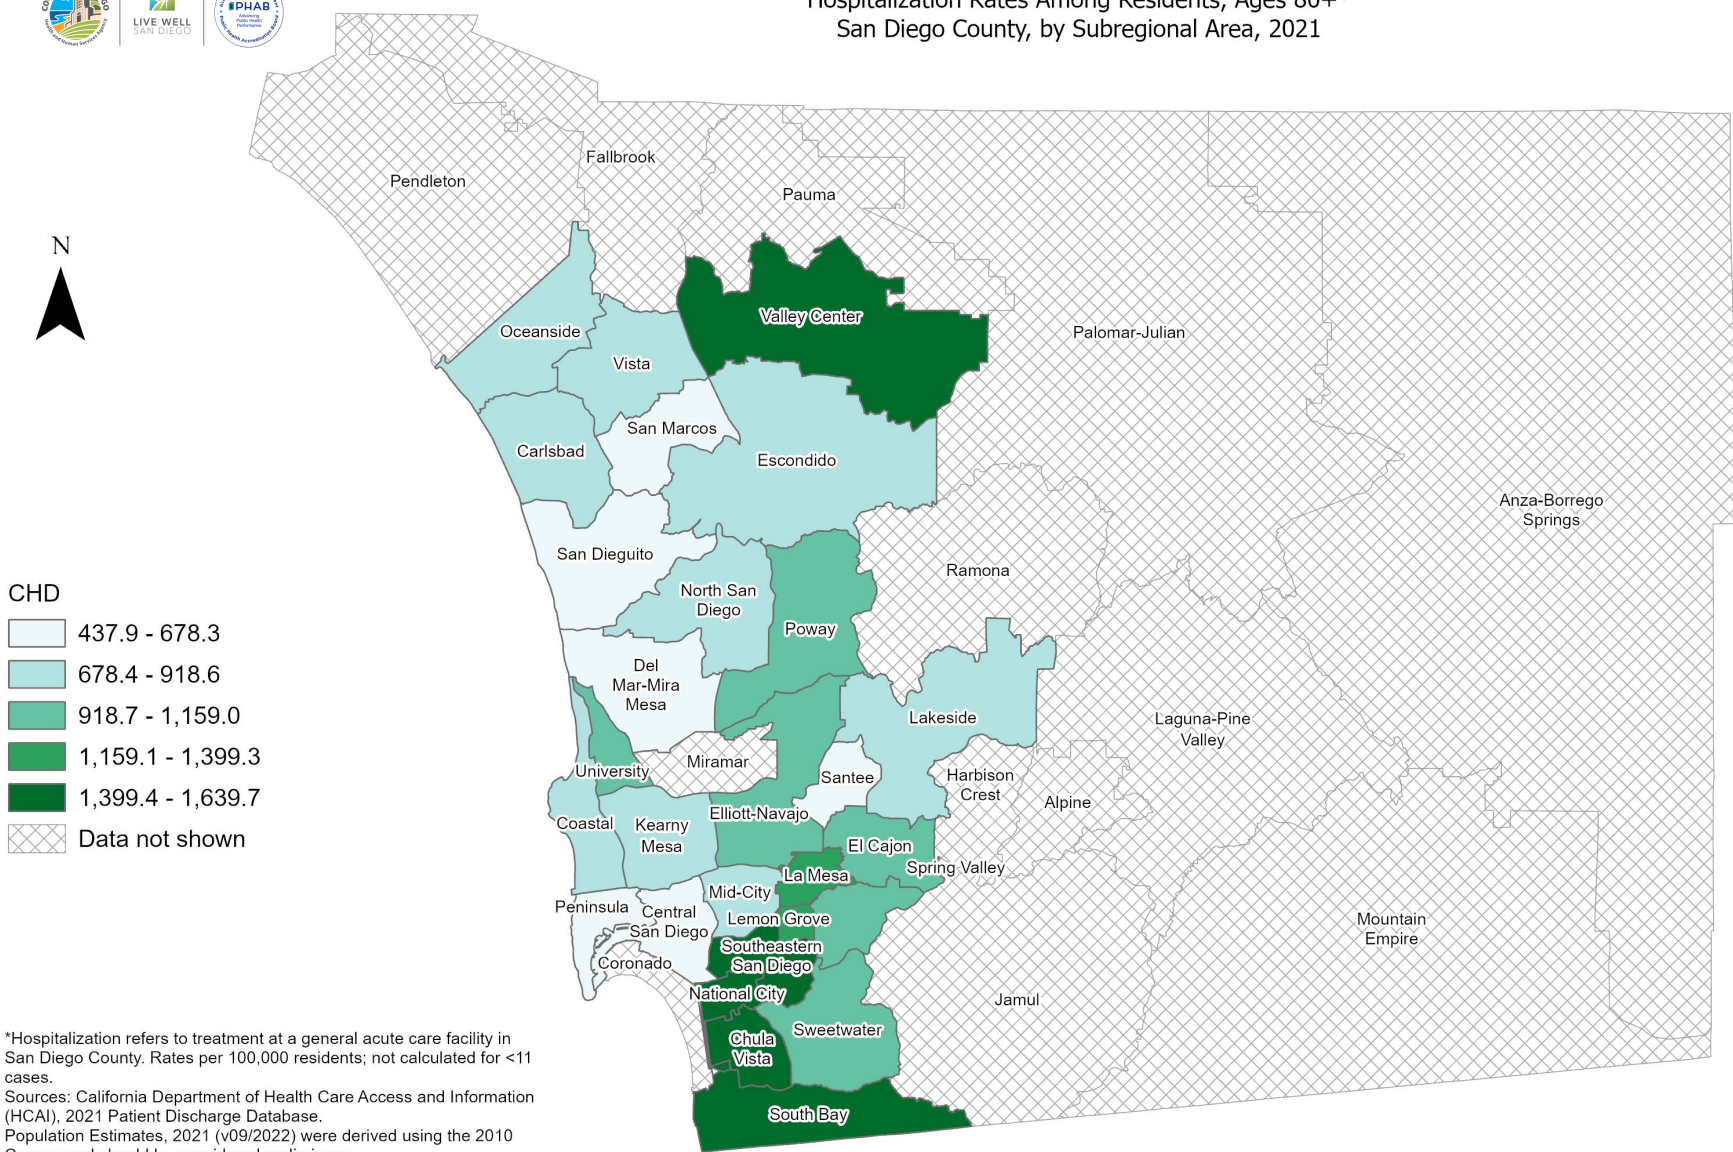 LIVE WELL
SAN DIEGO
PHAB
Advancing
Public Health
Performance
Hospitalization Rates Among Residents, Ages 80+*
San Diego County, by Subregional Area, 2021
N
Pendleton
Fallbrook
Pauma
Oceanside
Vista
Valley Center
Palomar-Julian
San Marcos
Carlsbad
Escondido
Anza-Borrego
Springs
San Dieguito
North San
Diego
Ramona
Poway
Del
Mar-Mira
Mesa
Lakeside
Laguna-Pine
Valley
University
Miramar
Santee
Harbison
Crest
Alpine
Coastal
Kearny
Mesa
Elliott-Navajo
El Cajon
Spring Valley
La Mesa
Mid-City
Peninsula
Central
San Diego
Lemon Grove
Mountain
Empire
Southeastern
San Diego
Coronado
National City
Jamul
Chula
Vista
Sweetwater
South Bay
CHD
437.9 - 678.3
678.4 - 918.6
918.7 - 1,159.0
1,159.1 - 1,399.3
1,399.4 - 1,639.7
Data not shown
*Hospitalization refers to treatment at a general acute care facility in
San Diego County. Rates per 100,000 residents; not calculated for <11
cases.
Sources: California Department of Health Care Access and Information
(HCAI), 2021 Patient Discharge Database.
Population Estimates, 2021 (v09/2022) were derived using the 2010